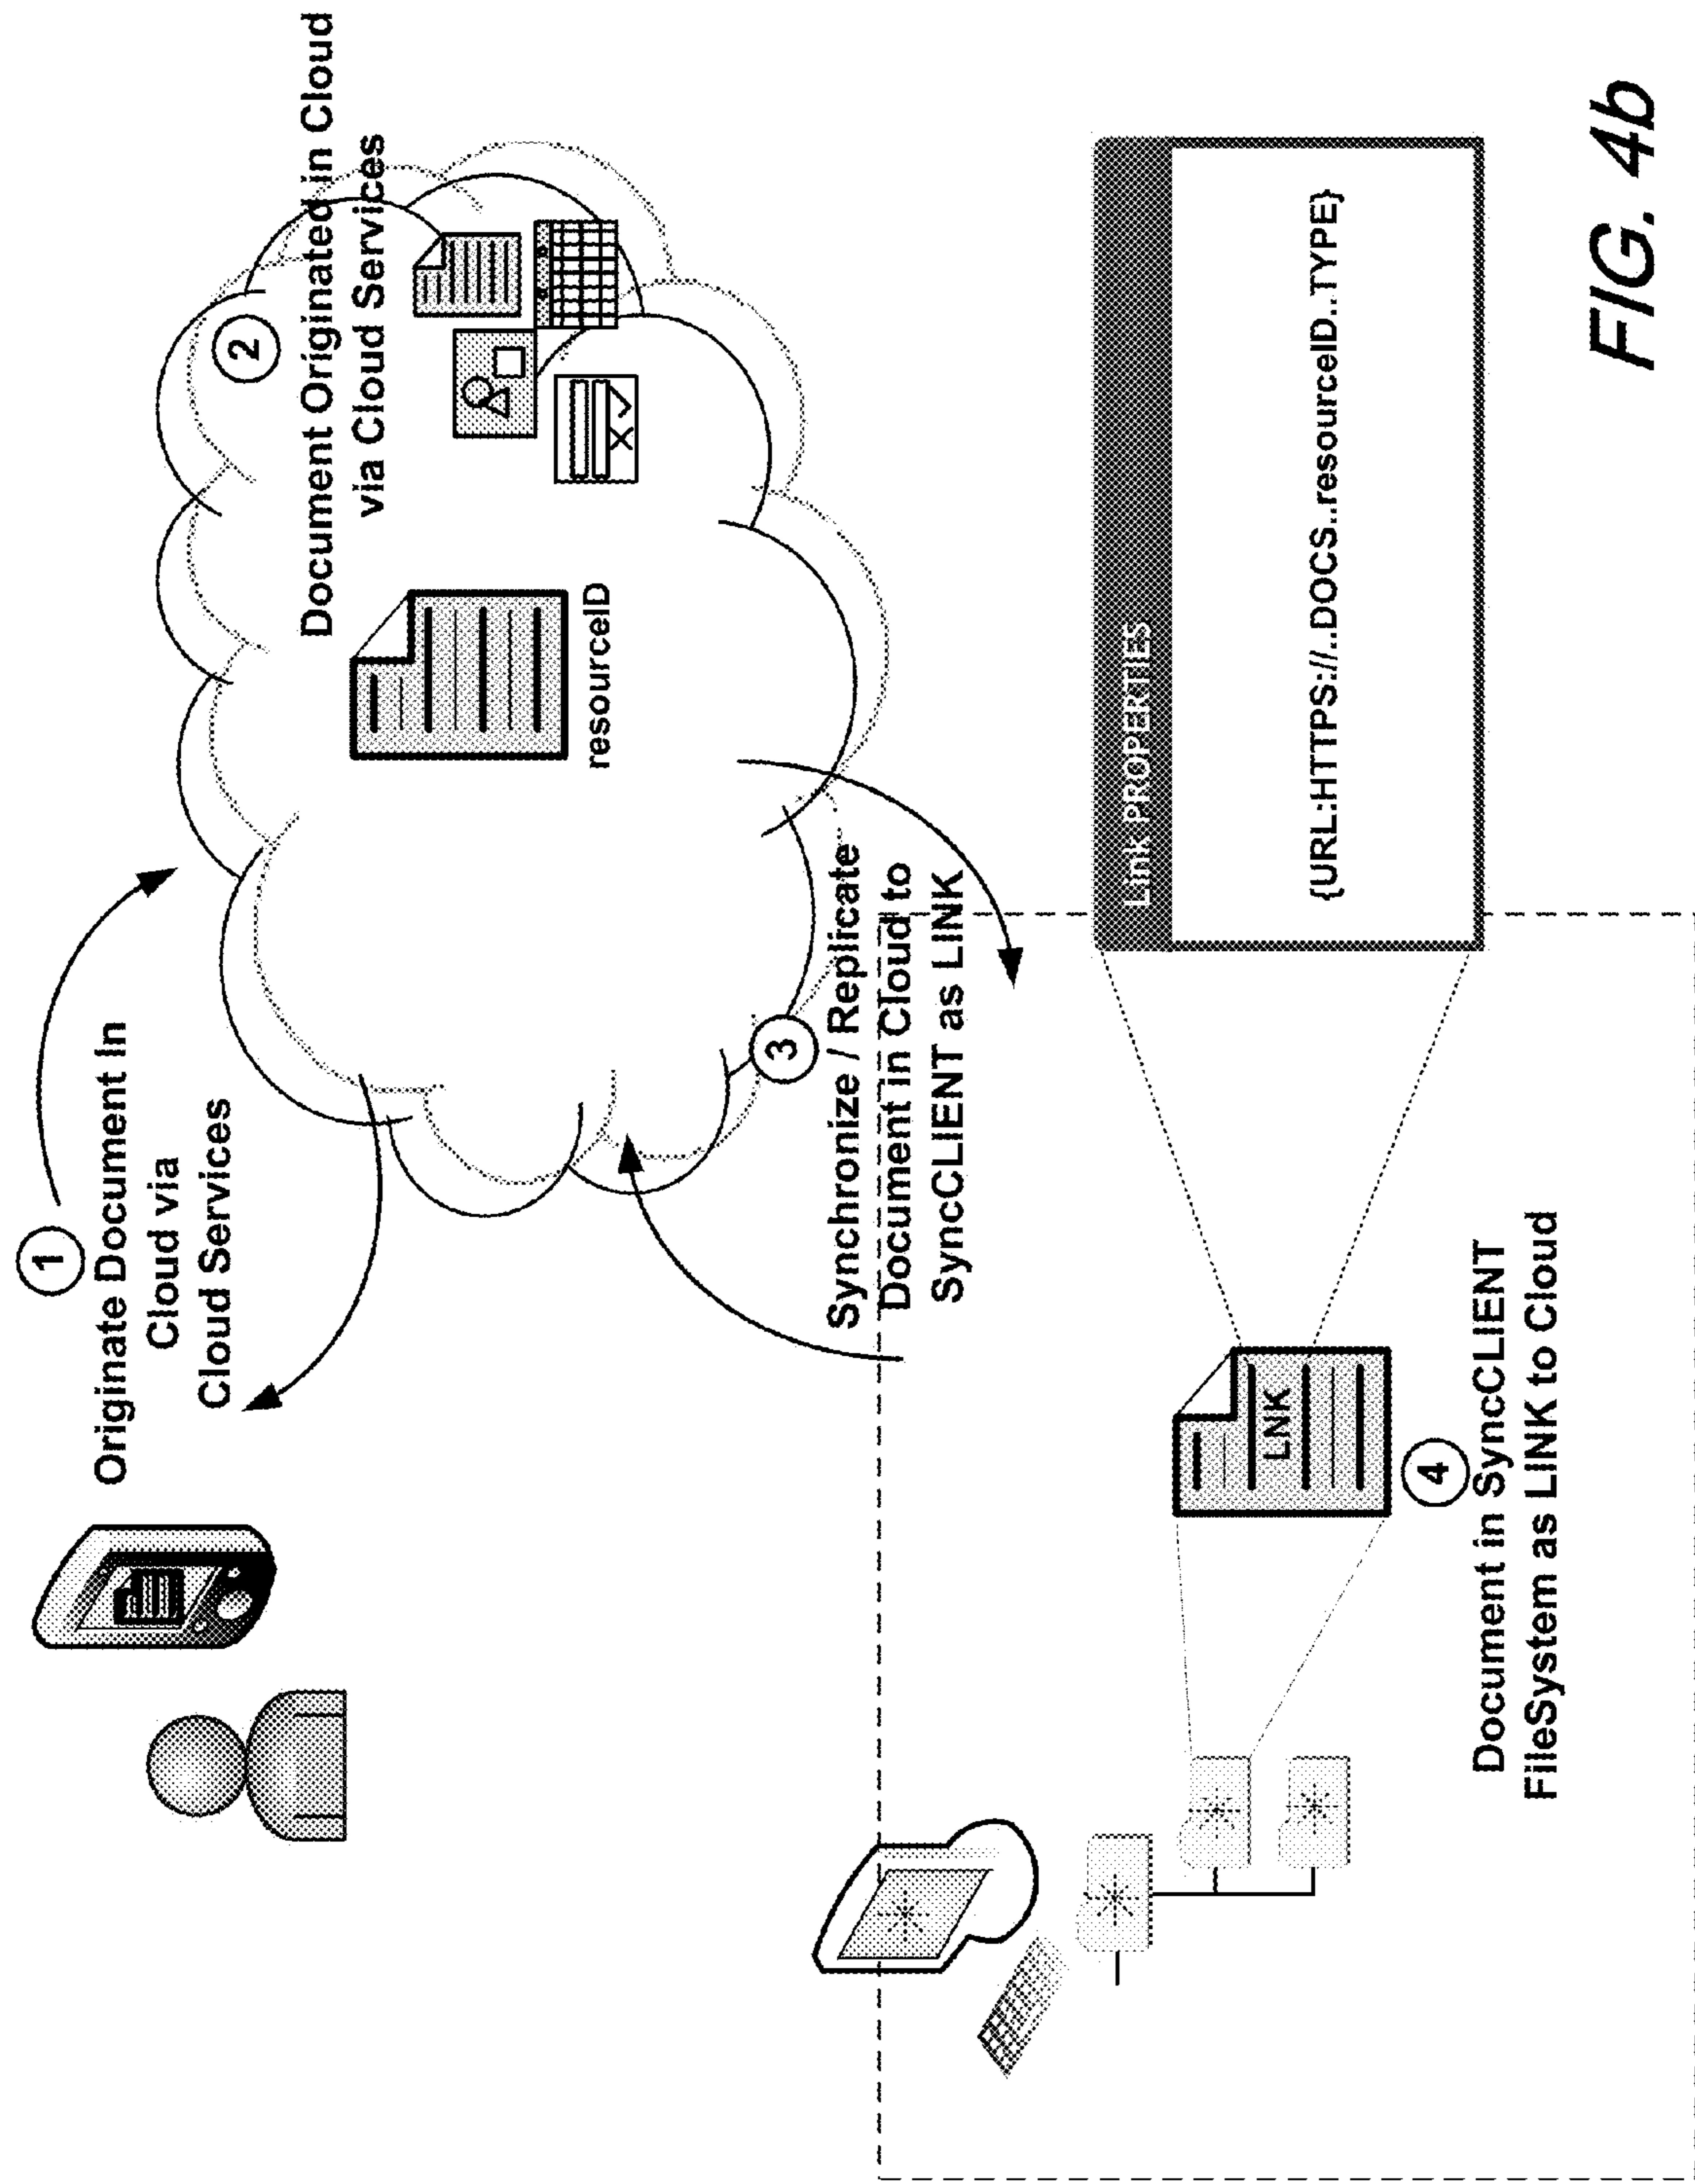 1
Originate Document In
Cloud via
Cloud Services
2
Document Originated in Cloud
via Cloud Services
resourceID
3
Synchronize / Replicate
Document in Cloud to
SyncCLIENT as LINK
LNK
4
Document in SyncCLIENT
FileSystem as LINK to Cloud
Link PROPERTIES
{URL:HTTPS://..DOCS..resourceID..TYPE}
FIG. 4b